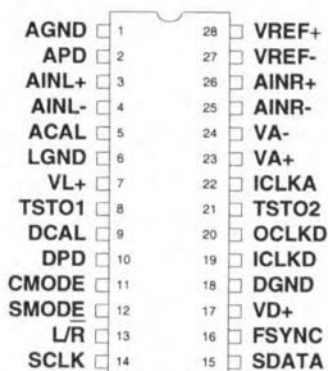 AGND 1 28 VREF+
APD 2 27 VREF-
AINL+ 3 26 AINR+
AINL- 4 25 AINR-
ACAL 5 24 VA-
LGND 6 23 VA+
VL+ 7 22 ICLKA
TSTO1 8 21 TSTO2
DCAL 9 20 OCLKD
DPD 10 19 ICLKD
CMODE 11 18 DGND
SMODE 12 17 VD+
L/R̅ 13 16 FSYNC
SCLK 14 15 SDATA